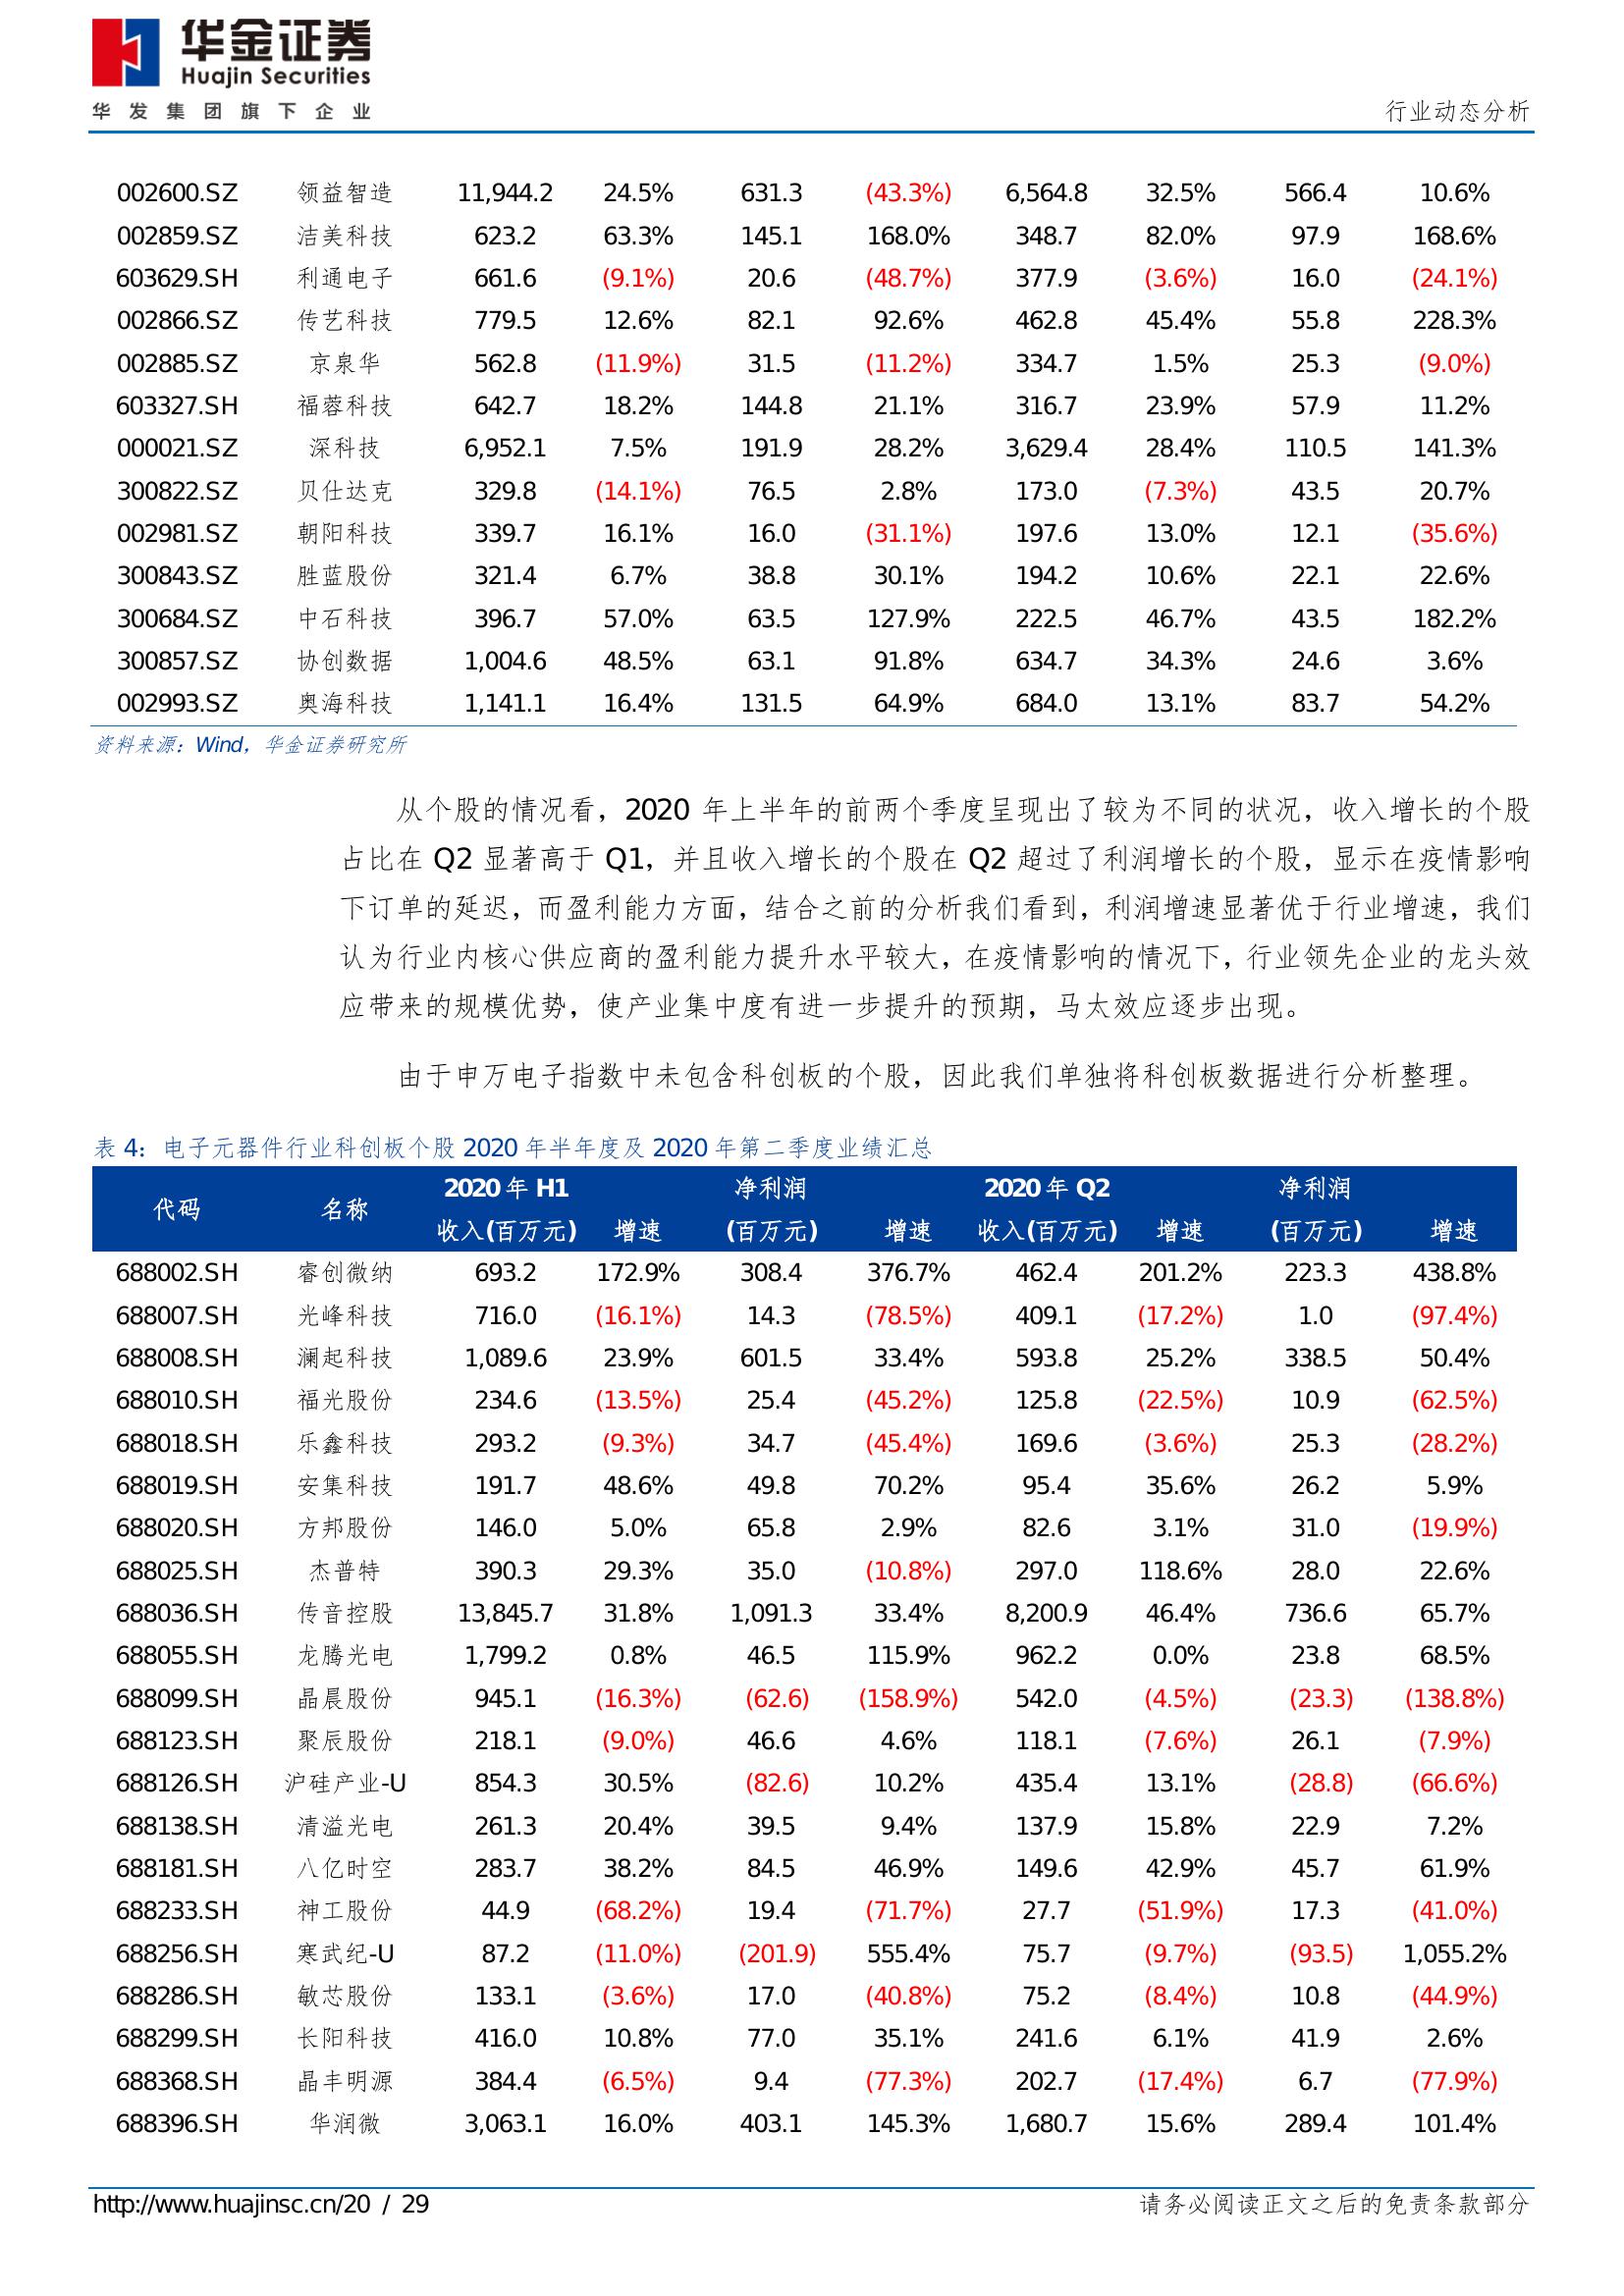 华金证券
Huajin Securities
华发集团旗下企业
行业动态分析
002600.SZ 领益智造 11,944.2 24.5% 631.3 (43.3%) 6,564.8 32.5% 566.4 10.6%
002859.SZ 洁美科技 623.2 63.3% 145.1 168.0% 348.7 82.0% 97.9 168.6%
603629.SH 利通电子 661.6 (9.1%) 20.6 (48.7%) 377.9 (3.6%) 16.0 (24.1%)
002866.SZ 传艺科技 779.5 12.6% 82.1 92.6% 462.8 45.4% 55.8 228.3%
002885.SZ 京泉华 562.8 (11.9%) 31.5 (11.2%) 334.7 1.5% 25.3 (9.0%)
603327.SH 福蓉科技 642.7 18.2% 144.8 21.1% 316.7 23.9% 57.9 11.2%
000021.SZ 深科技 6,952.1 7.5% 191.9 28.2% 3,629.4 28.4% 110.5 141.3%
300822.SZ 贝仕达克 329.8 (14.1%) 76.5 2.8% 173.0 (7.3%) 43.5 20.7%
002981.SZ 朝阳科技 339.7 16.1% 16.0 (31.1%) 197.6 13.0% 12.1 (35.6%)
300843.SZ 胜蓝股份 321.4 6.7% 38.8 30.1% 194.2 10.6% 22.1 22.6%
300684.SZ 中石科技 396.7 57.0% 63.5 127.9% 222.5 46.7% 43.5 182.2%
300857.SZ 协创数据 1,004.6 48.5% 63.1 91.8% 634.7 34.3% 24.6 3.6%
002993.SZ 奥海科技 1,141.1 16.4% 131.5 64.9% 684.0 13.1% 83.7 54.2%
资料来源：Wind，华金证券研究所
从个股的情况看，2020 年上半年的前两个季度呈现出了较为不同的状况，收入增长的个股
占比在 Q2 显著高于 Q1，并且收入增长的个股在 Q2 超过了利润增长的个股，显示在疫情影响
下订单的延迟，而盈利能力方面，结合之前的分析我们看到，利润增速显著优于行业增速，我们
认为行业内核心供应商的盈利能力提升水平较大，在疫情影响的情况下，行业领先企业的龙头效
应带来的规模优势，使产业集中度有进一步提升的预期，马太效应逐步出现。
由于申万电子指数中未包含科创板的个股，因此我们单独将科创板数据进行分析整理。
表 4：电子元器件行业科创板个股 2020 年半年度及 2020 年第二季度业绩汇总
代码 名称 2020 年 H1 净利润 2020 年 Q2 净利润
收入(百万元) 增速 (百万元) 增速 收入(百万元) 增速 (百万元) 增速
688002.SH 睿创微纳 693.2 172.9% 308.4 376.7% 462.4 201.2% 223.3 438.8%
688007.SH 光峰科技 716.0 (16.1%) 14.3 (78.5%) 409.1 (17.2%) 1.0 (97.4%)
688008.SH 澜起科技 1,089.6 23.9% 601.5 33.4% 593.8 25.2% 338.5 50.4%
688010.SH 福光股份 234.6 (13.5%) 25.4 (45.2%) 125.8 (22.5%) 10.9 (62.5%)
688018.SH 乐鑫科技 293.2 (9.3%) 34.7 (45.4%) 169.6 (3.6%) 25.3 (28.2%)
688019.SH 安集科技 191.7 48.6% 49.8 70.2% 95.4 35.6% 26.2 5.9%
688020.SH 方邦股份 146.0 5.0% 65.8 2.9% 82.6 3.1% 31.0 (19.9%)
688025.SH 杰普特 390.3 29.3% 35.0 (10.8%) 297.0 118.6% 28.0 22.6%
688036.SH 传音控股 13,845.7 31.8% 1,091.3 33.4% 8,200.9 46.4% 736.6 65.7%
688055.SH 龙腾光电 1,799.2 0.8% 46.5 115.9% 962.2 0.0% 23.8 68.5%
688099.SH 晶晨股份 945.1 (16.3%) (62.6) (158.9%) 542.0 (4.5%) (23.3) (138.8%)
688123.SH 聚辰股份 218.1 (9.0%) 46.6 4.6% 118.1 (7.6%) 26.1 (7.9%)
688126.SH 沪硅产业-U 854.3 30.5% (82.6) 10.2% 435.4 13.1% (28.8) (66.6%)
688138.SH 清溢光电 261.3 20.4% 39.5 9.4% 137.9 15.8% 22.9 7.2%
688181.SH 八亿时空 283.7 38.2% 84.5 46.9% 149.6 42.9% 45.7 61.9%
688233.SH 神工股份 44.9 (68.2%) 19.4 (71.7%) 27.7 (51.9%) 17.3 (41.0%)
688256.SH 寒武纪-U 87.2 (11.0%) (201.9) 555.4% 75.7 (9.7%) (93.5) 1,055.2%
688286.SH 敏芯股份 133.1 (3.6%) 17.0 (40.8%) 75.2 (8.4%) 10.8 (44.9%)
688299.SH 长阳科技 416.0 10.8% 77.0 35.1% 241.6 6.1% 41.9 2.6%
688368.SH 晶丰明源 384.4 (6.5%) 9.4 (77.3%) 202.7 (17.4%) 6.7 (77.9%)
688396.SH 华润微 3,063.1 16.0% 403.1 145.3% 1,680.7 15.6% 289.4 101.4%
http://www.huajinsc.cn/20 / 29
请务必阅读正文之后的免责条款部分